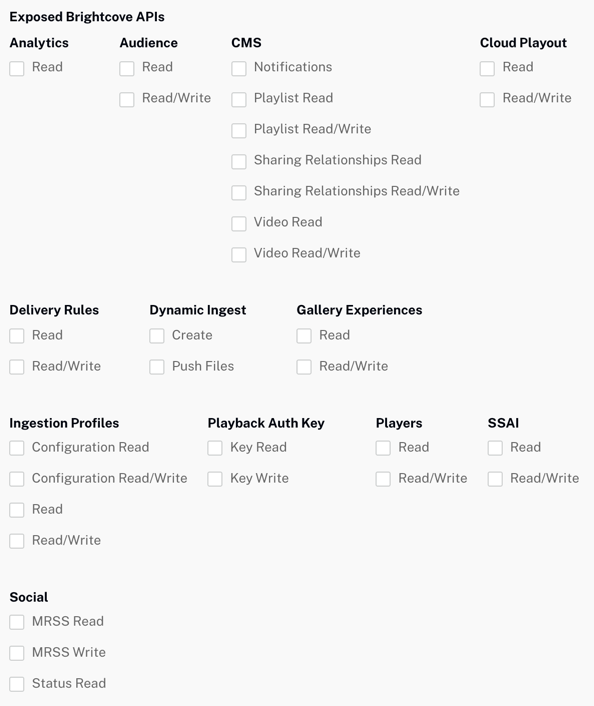 Exposed Brightcove APIs
Analytics
Read
Audience
Read
Read/Write
CMS
Notifications
Playlist Read
Playlist Read/Write
Sharing Relationships Read
Sharing Relationships Read/Write
Video Read
Video Read/Write
Cloud Playout
Read
Read/Write
Delivery Rules
Read
Read/Write
Dynamic Ingest
Create
Push Files
Gallery Experiences
Read
Read/Write
Ingestion Profiles
Configuration Read
Configuration Read/Write
Read
Read/Write
Playback Auth Key
Key Read
Key Write
Players
Read
Read/Write
SSAI
Read
Read/Write
Social
MRSS Read
MRSS Write
Status Read